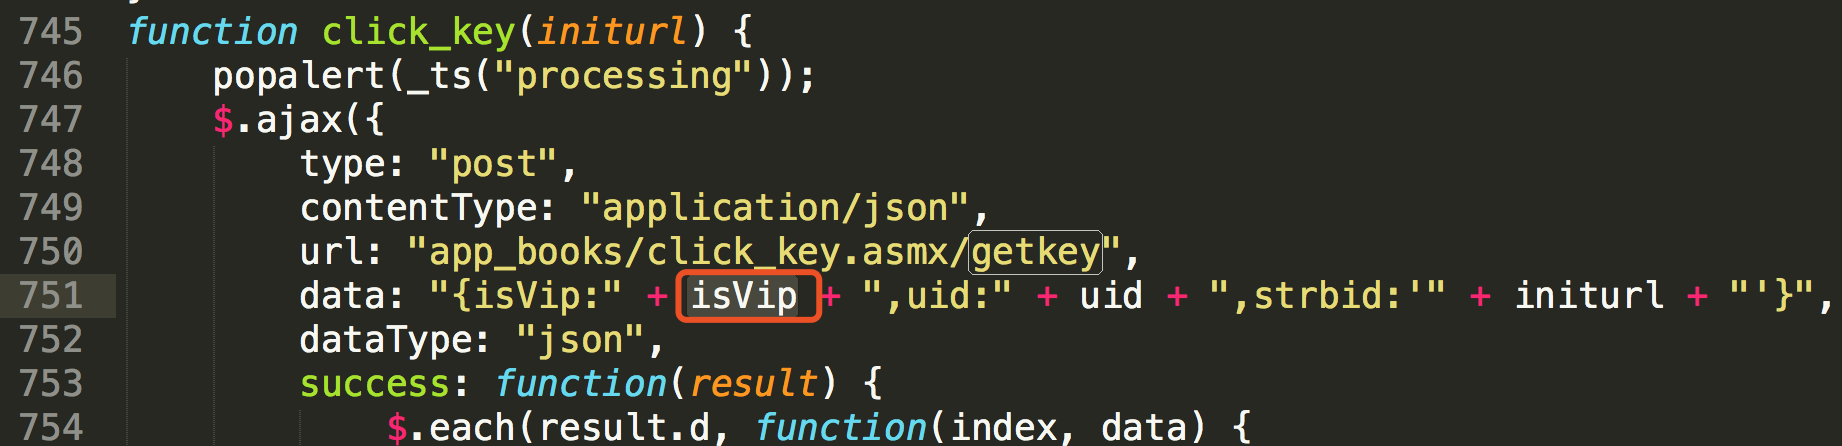 745 function click_key(initurl) {
746 popalert(_ts("processing"));
747 $.ajax({
748 type: "post",
749 contentType: "application/json",
750 url: "app_books/click_key.asmx/getkey",
751 data: "{isVip:" + isVip + ",uid:" + uid + ",strbid:'" + initurl + "'}",
752 dataType: "json",
753 success: function(result) {
754 $.each(result.d, function(index, data) {